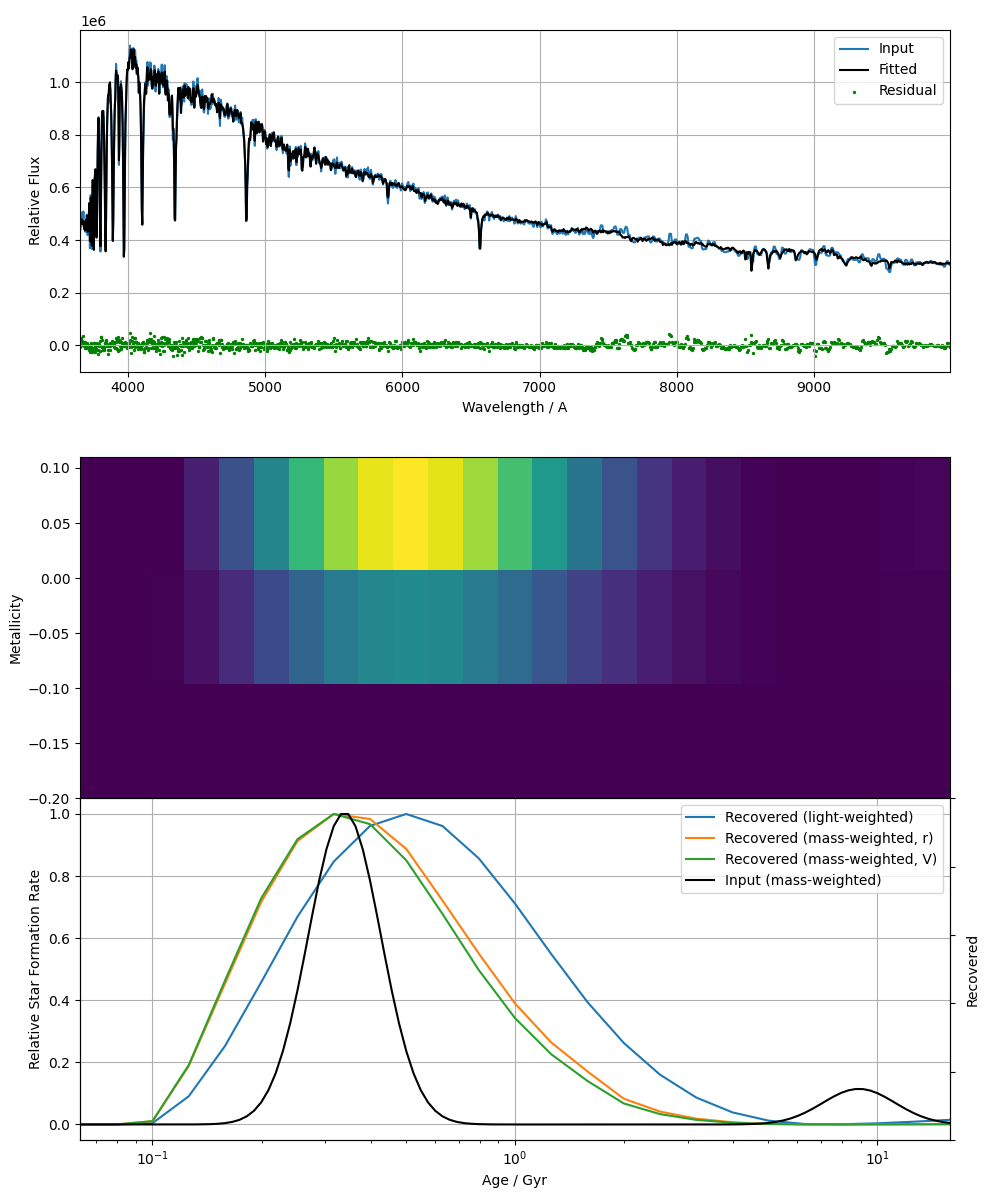 1e6
Input
Fitted
Residual
1.0
0.8
0.6
0.4
0.2
0.0
Relative Flux
4000 5000 6000 7000 8000 9000
Wavelength / A
0.10
0.05
0.00
−0.05
−0.10
−0.15
−0.20
Metallicity
Recovered (light-weighted)
Recovered (mass-weighted, r)
Recovered (mass-weighted, V)
Input (mass-weighted)
1.0
0.8
0.6
0.4
0.2
0.0
Relative Star Formation Rate
Recovered
10⁻¹ 10⁰ 10¹
Age / Gyr